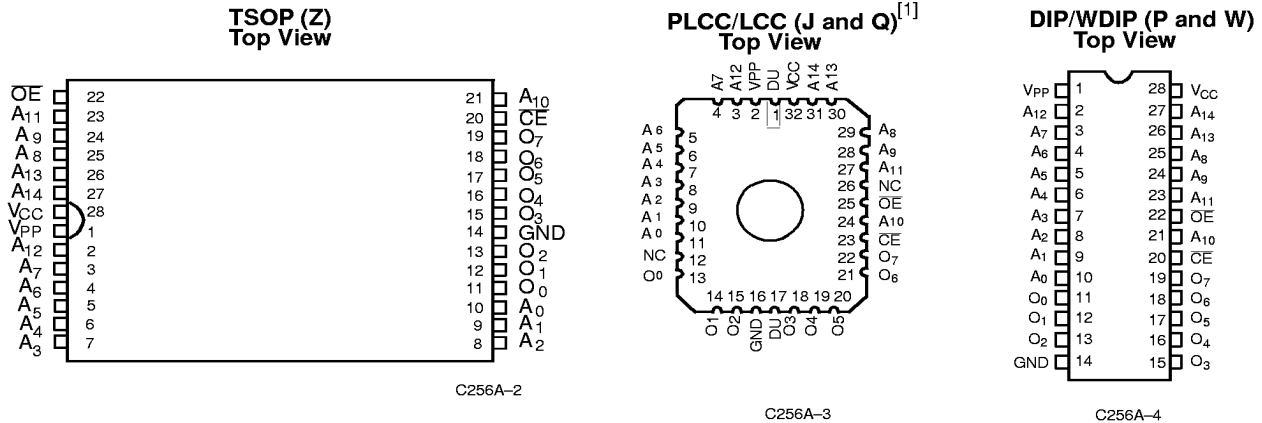 TSOP (Z)
Top View
OE 22 21 A10
A11 23 20 CE
A9 24 19 O7
A8 25 18 O6
A13 26 17 O5
A14 27 16 O4
VCC 28 15 O3
VPP 1 14 GND
A12 2 13 O2
A7 3 12 O1
A6 4 11 O0
A5 5 10 A0
A4 6 9 A1
A3 7 8 A2
C256A–2
PLCC/LCC (J and Q)[1]
Top View
A7 A12 VPP DU VCC A14 A13
4 3 2 1 32 31 30
A6 5 29 A8
A5 6 28 A9
A4 7 27 A11
A3 8 26 NC
A2 9 25 OE
A1 10 24 A10
A0 11 23 CE
NC 12 22 O7
O0 13 21 O6
14 15 16 17 18 19 20
O1 O2 GND DU O3 O4 O5
C256A–3
DIP/WDIP (P and W)
Top View
VPP 1 28 VCC
A12 2 27 A14
A7 3 26 A13
A6 4 25 A8
A5 5 24 A9
A4 6 23 A11
A3 7 22 OE
A2 8 21 A10
A1 9 20 CE
A0 10 19 O7
O0 11 18 O6
O1 12 17 O5
O2 13 16 O4
GND 14 15 O3
C256A–4